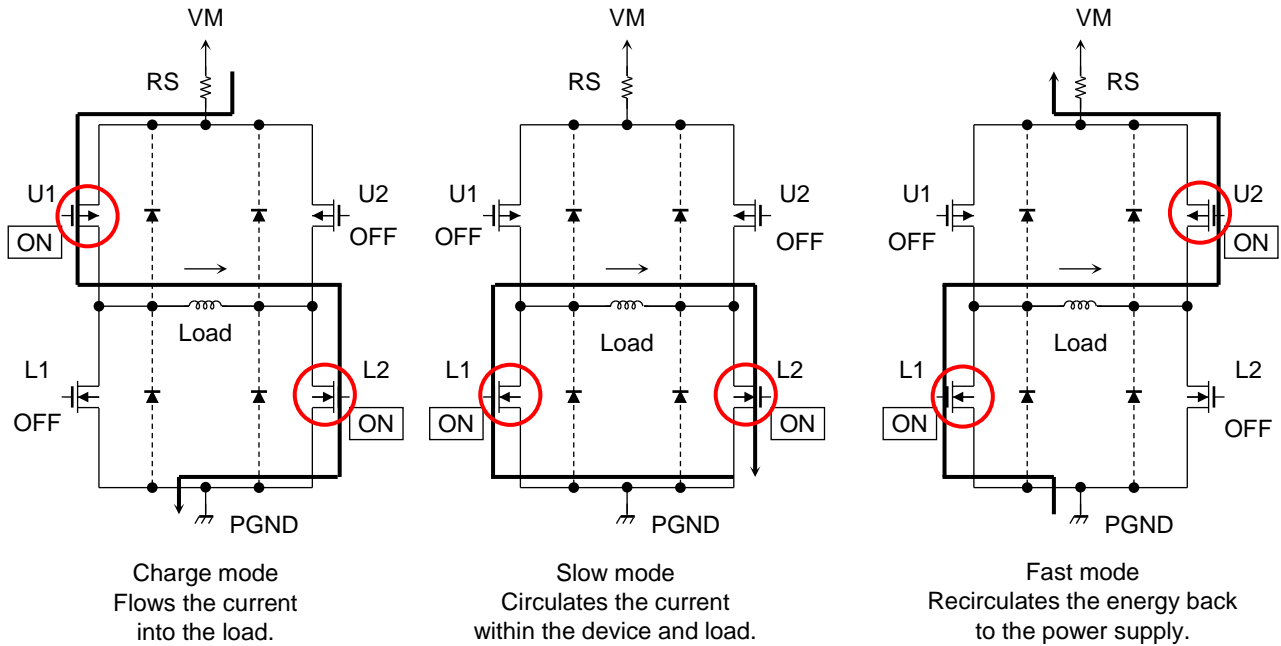 VM
RS
U1
ON
U2
OFF
Load
L1
OFF
L2
ON
PGND
Charge mode
Flows the current
into the load.
VM
RS
U1
OFF
U2
OFF
Load
L1
ON
L2
ON
PGND
Slow mode
Circulates the current
within the device and load.
VM
RS
U1
OFF
U2
ON
Load
L1
ON
L2
OFF
PGND
Fast mode
Recirculates the energy back
to the power supply.